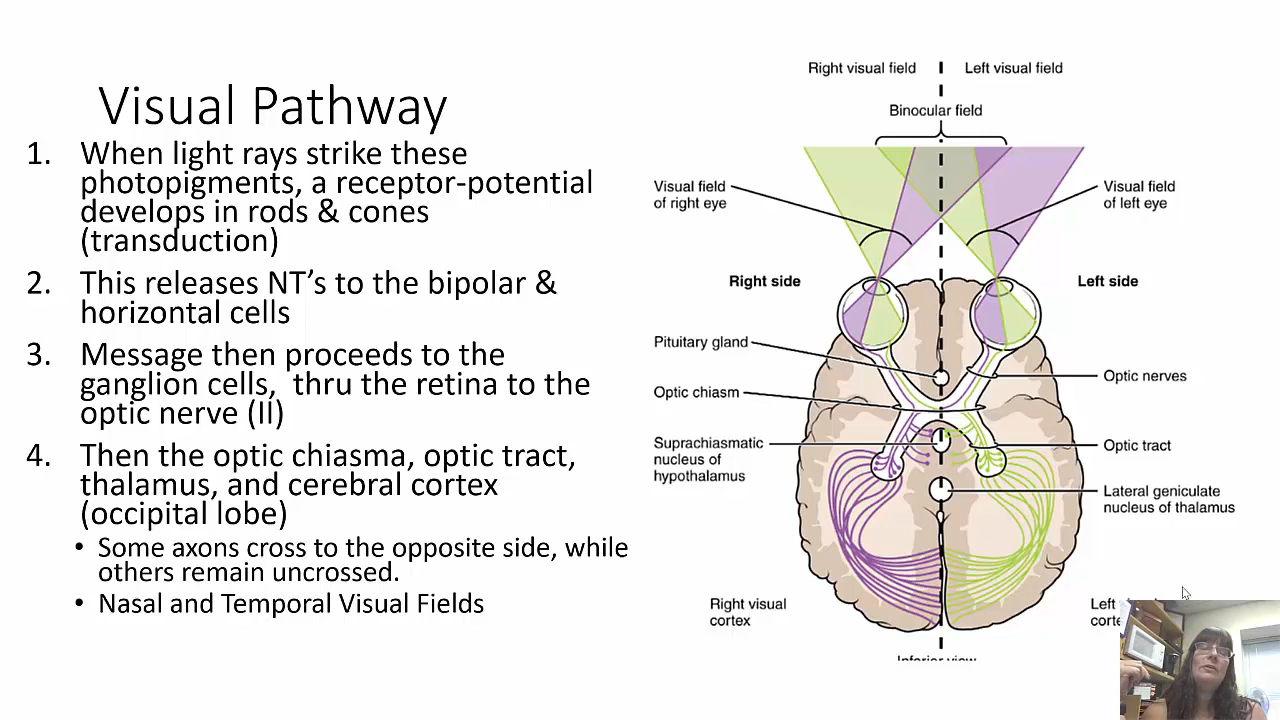 Visual Pathway
1. When light rays strike these
photopigments, a receptor-potential
develops in rods & cones
(transduction)
2. This releases NT's to the bipolar &
horizontal cells
3. Message then proceeds to the
ganglion cells, thru the retina to the
optic nerve (II)
4. Then the optic chiasma, optic tract,
thalamus, and cerebral cortex
(occipital lobe)
• Some axons cross to the opposite side, while
others remain uncrossed.
• Nasal and Temporal Visual Fields
Right visual field
Left visual field
Binocular field
Visual field
of right eye
Visual field
of left eye
Right side
Left side
Pituitary gland
Optic chiasm
Suprachiasmatic
nucleus of
hypothalamus
Optic nerves
Optic tract
Lateral geniculate
nucleus of thalamus
Right visual
cortex
Left
Inferior view